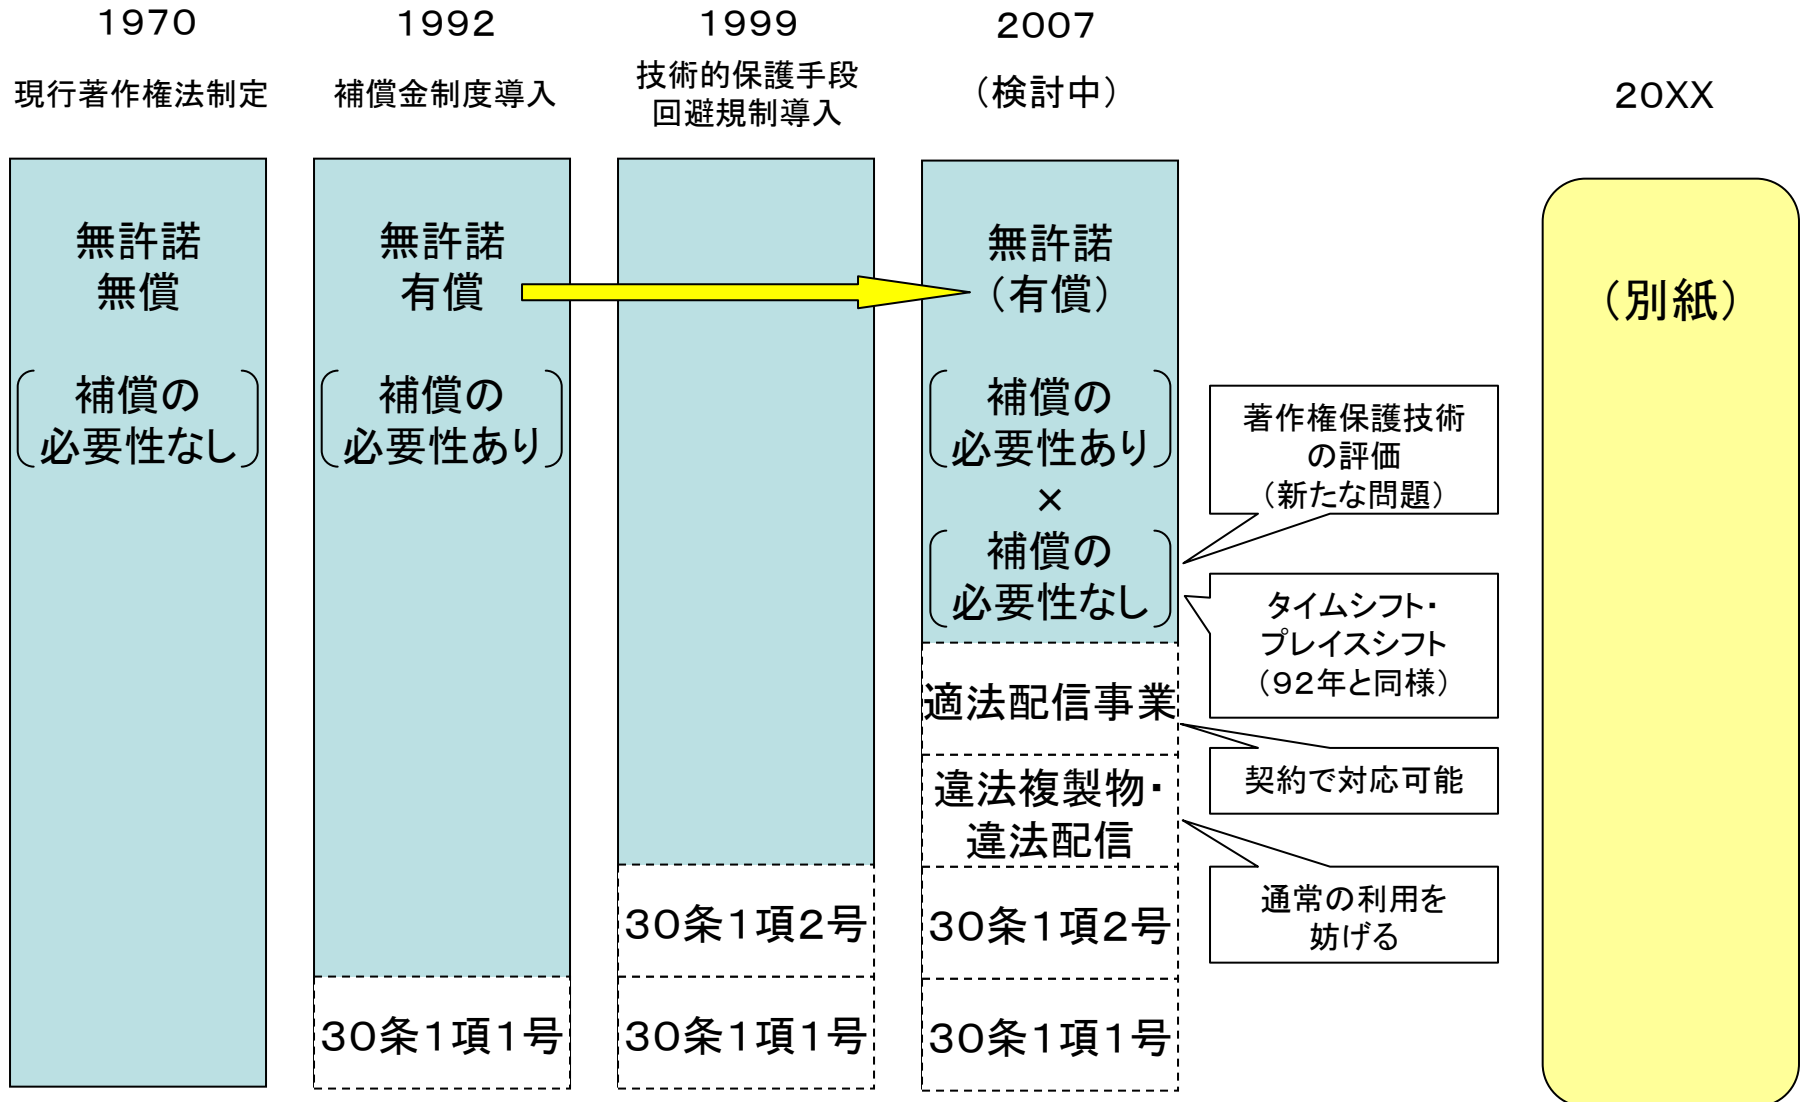 1970
現行著作権法制定
無許諾
無償
補償の
必要性なし
1992
補償金制度導入
無許諾
有償
補償の
必要性あり
30条1項1号
1999
技術的保護手段
回避規制導入
30条1項2号
30条1項1号
2007
(検討中)
無許諾
(有償)
補償の
必要性あり
×
補償の
必要性なし
適法配信事業
違法複製物・
違法配信
30条1項2号
30条1項1号
著作権保護技術
の評価
(新たな問題)
タイムシフト・
プレイスシフト
(92年と同様)
契約で対応可能
通常の利用を
妨げる
20XX
(別紙)